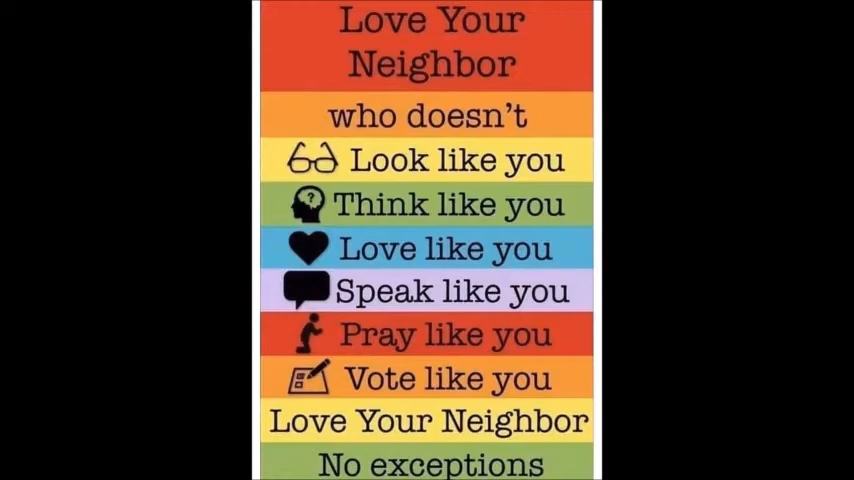 Love Your
Neighbor
who doesn't
Look like you
Think like you
Love like you
Speak like you
Pray like you
Vote like you
Love Your Neighbor
No exceptions